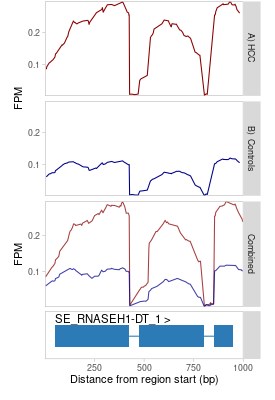 0.2
0.1
A) HCC
FPM
0.2
0.1
B). Controls
0.2
0.1
FPM
Combined
SE_RNASEH1-DT_1 >
250
500
750
1000
Distance from region start (bp)